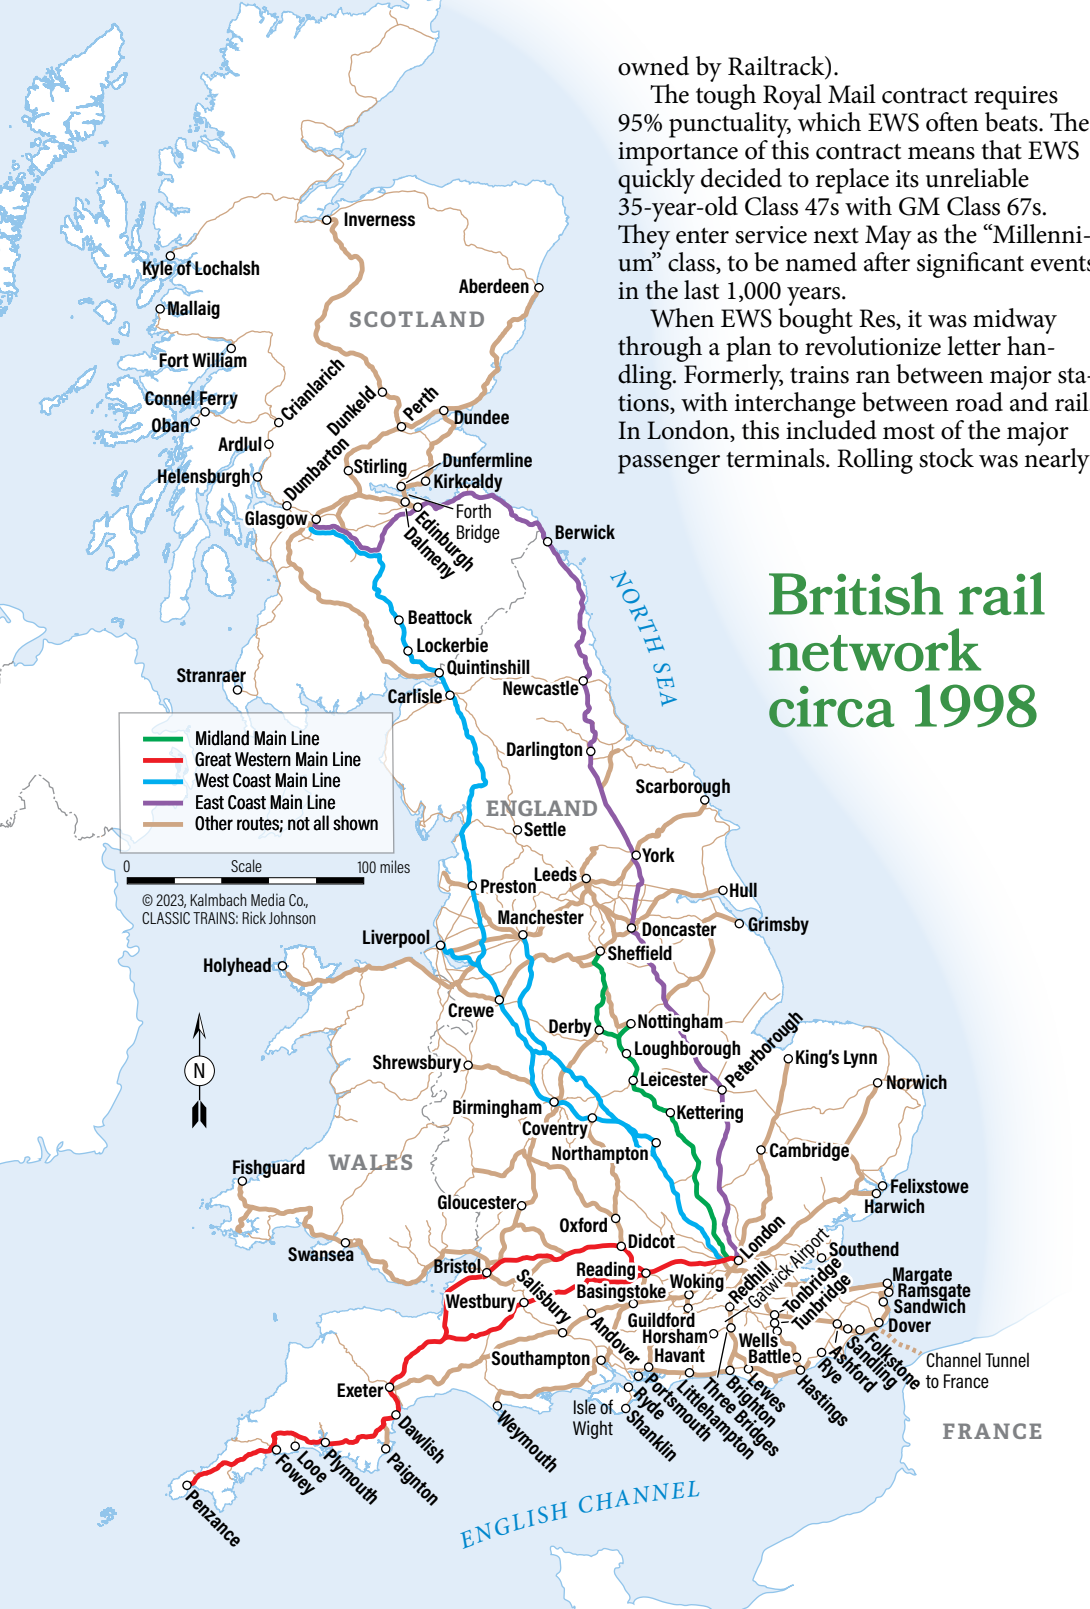 owned by Railtrack).
The tough Royal Mail contract requires
95% punctuality, which EWS often beats. The
importance of this contract means that EWS
quickly decided to replace its unreliable
35-year-old Class 47s with GM Class 67s.
They enter service next May as the “Millenni-
um” class, to be named after significant events
in the last 1,000 years.
When EWS bought Res, it was midway
through a plan to revolutionize letter han-
dling. Formerly, trains ran between major sta-
tions, with interchange between road and rail.
In London, this included most of the major
passenger terminals. Rolling stock was nearly
British rail
network
circa 1998
Inverness
Kyle of Lochalsh
Aberdeen
Mallaig
SCOTLAND
Fort William
Crianlarich
Connel Ferry
Dunkeld
Perth
Oban
Dundee
Ardlui
Dumbarton
Stirling
Dunfermline
Helensburgh
Kirkcaldy
Glasgow
Forth
Bridge
Edinburgh
Dalmeny
Berwick
NORTH SEA
Beattock
Lockerbie
Quintinshill
Stranraer
Carlisle
Newcastle
Midland Main Line
Great Western Main Line
West Coast Main Line
East Coast Main Line
Other routes; not all shown
Darlington
Scarborough
ENGLAND
Settle
0 Scale 100 miles
© 2023, Kalmbach Media Co.,
CLASSIC TRAINS: Rick Johnson
York
Leeds
Preston
Hull
Manchester
Doncaster
Grimsby
Liverpool
Sheffield
Holyhead
Crewe
Derby
Nottingham
Peterborough
N
Loughborough
King's Lynn
Shrewsbury
Leicester
Norwich
Birmingham
Kettering
Coventry
Northampton
Cambridge
WALES
Fishguard
Felixstowe
Harwich
Gloucester
Oxford
Didcot
London
Swansea
Southend
Bristol
Reading
Redhill
Gatwick Airport
Salisbury
Basingstoke
Woking
Tonbridge
Tunbridge
Wells
Margate
Ramsgate
Sandwich
Dover
Westbury
Guildford
Horsham
Andover
Havant
Battle
Folkstone
Sandling
Ashford
Rye
Channel Tunnel
to France
Southampton
Hastings
Lewes
Brighton
Three Bridges
Littlehampton
Portsmouth
Ryde
Shanklin
Isle of
Wight
Exeter
Dawlish
Weymouth
FRANCE
Paignton
Plymouth
Looe
Fowey
Penzance
ENGLISH CHANNEL